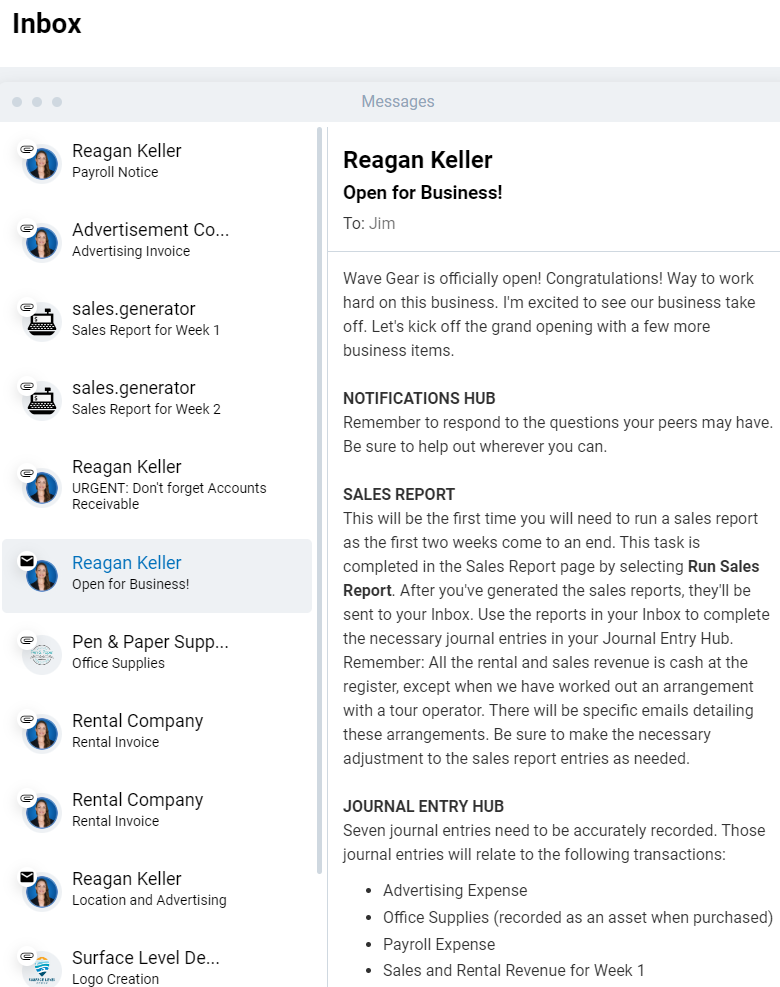 Inbox
Messages
Reagan Keller
Payroll Notice
Advertisement Co...
Advertising Invoice
sales.generator
Sales Report for Week 1
sales.generator
Sales Report for Week 2
Reagan Keller
URGENT: Don't forget Accounts
Receivable
Reagan Keller
Open for Business!
Pen & Paper Supp...
Office Supplies
Rental Company
Rental Invoice
Rental Company
Rental Invoice
Reagan Keller
Location and Advertising
Surface Level De...
Logo Creation
Reagan Keller
Open for Business!
To: Jim
Wave Gear is officially open! Congratulations! Way to work
hard on this business. I'm excited to see our business take
off. Let's kick off the grand opening with a few more
business items.
NOTIFICATIONS HUB
Remember to respond to the questions your peers may have.
Be sure to help out wherever you can.
SALES REPORT
This will be the first time you will need to run a sales report
as the first two weeks come to an end. This task is
completed in the Sales Report page by selecting Run Sales
Report. After you've generated the sales reports, they'll be
sent to your Inbox. Use the reports in your Inbox to complete
the necessary journal entries in your Journal Entry Hub.
Remember: All the rental and sales revenue is cash at the
register, except when we have worked out an arrangement
with a tour operator. There will be specific emails detailing
these arrangements. Be sure to make the necessary
adjustment to the sales report entries as needed.
JOURNAL ENTRY HUB
Seven journal entries need to be accurately recorded. Those
journal entries will relate to the following transactions:
• Advertising Expense
• Office Supplies (recorded as an asset when purchased)
• Payroll Expense
• Sales and Rental Revenue for Week 1